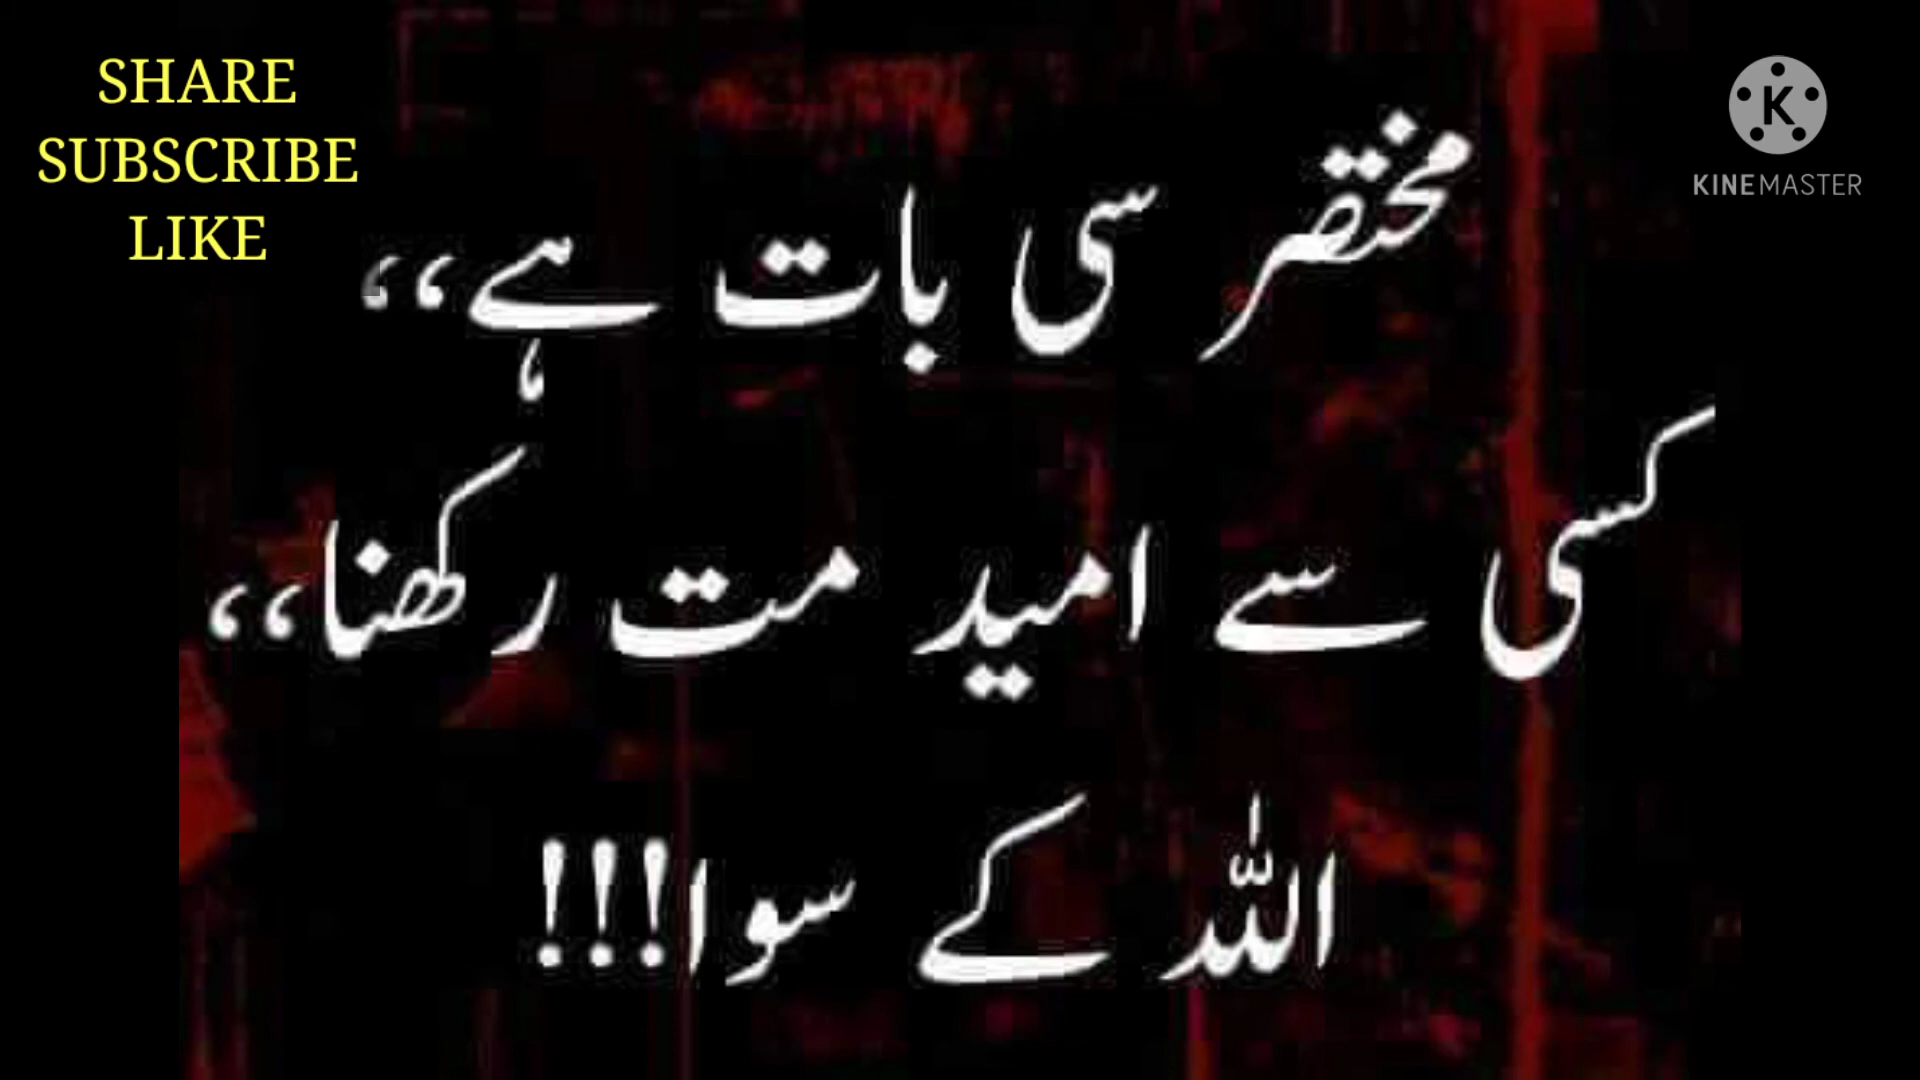 SHARE
SUBSCRIBE
LIKE
KINEMASTER
مختصر سی بات ہے،،
کسی سے امید مت رکھنا،،
اللہ کے سوا!!!